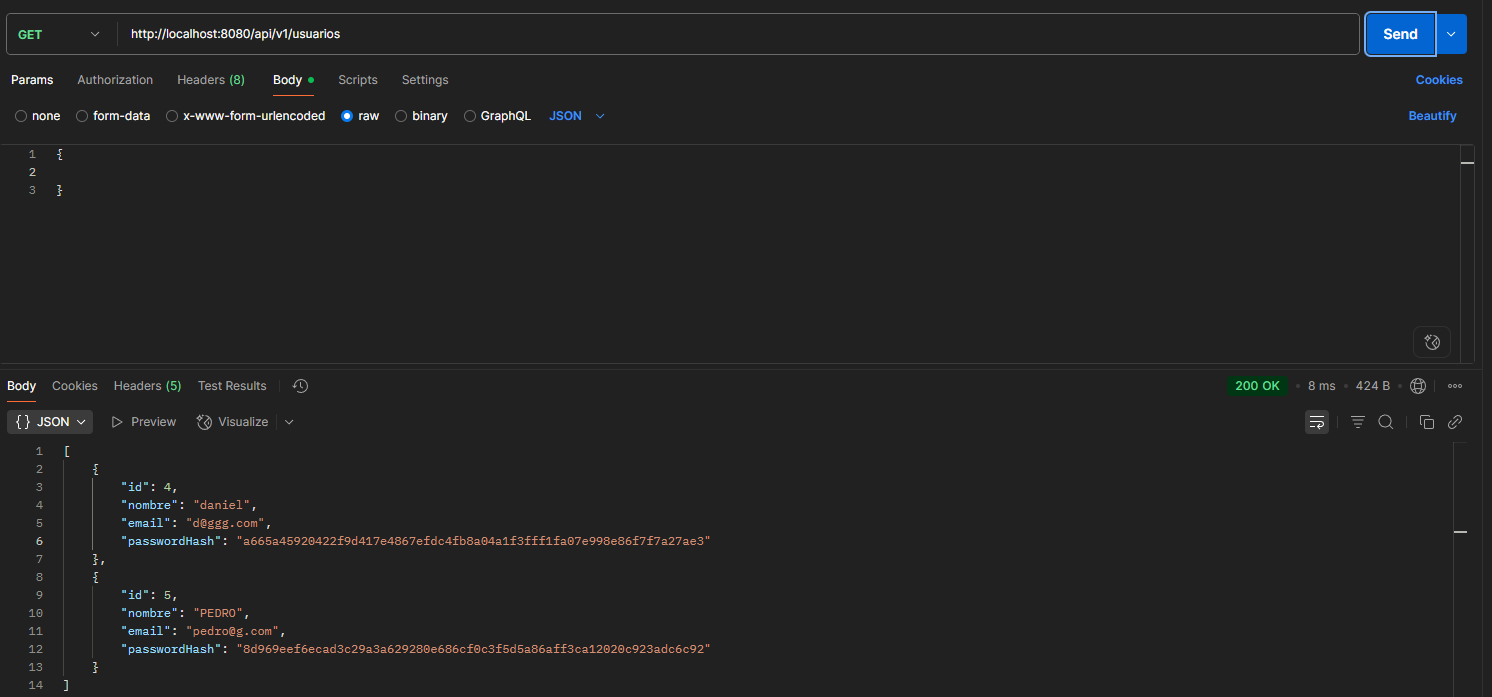 GET http://localhost:8080/api/v1/usuarios Send
Params Authorization Headers (8) Body Scripts Settings Cookies
none form-data x-www-form-urlencoded raw binary GraphQL JSON Beautify
1 {
2
3 }
Body Cookies Headers (5) Test Results 200 OK • 8 ms • 424 B
{} JSON Preview Visualize
1 [
2 {
3 "id": 4,
4 "nombre": "daniel",
5 "email": "d@ggg.com",
6 "passwordHash": "a665a45920422f9d417e4867efdc4fb8a04a1f3fff1fa07e998e86f7f7a27ae3"
7 },
8 {
9 "id": 5,
10 "nombre": "PEDRO",
11 "email": "pedro@g.com",
12 "passwordHash": "8d969eef6ecad3c29a3a629280e686cf0c3f5d5a86aff3ca12020c923adc6c92"
13 }
14 ]